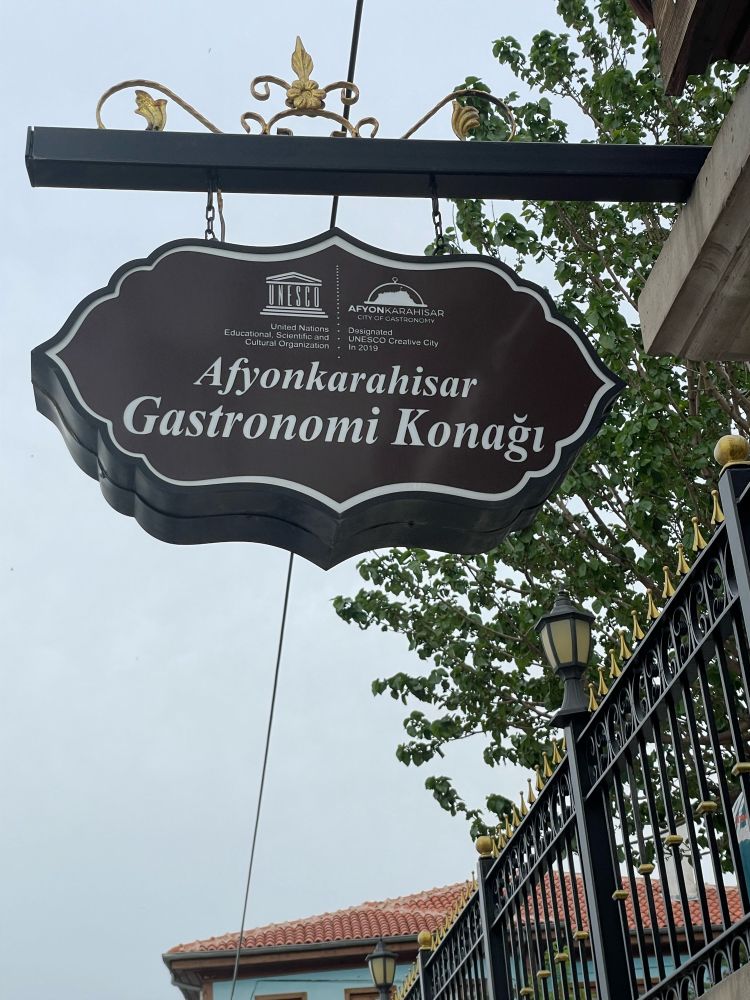 UNESCO
United Nations
Educational, Scientific and
Cultural Organization
AFYONKARAHISAR
CITY OF GASTRONOMY
Designated
UNESCO Creative City
In 2019
Afyonkarahisar
Gastronomi Konağı